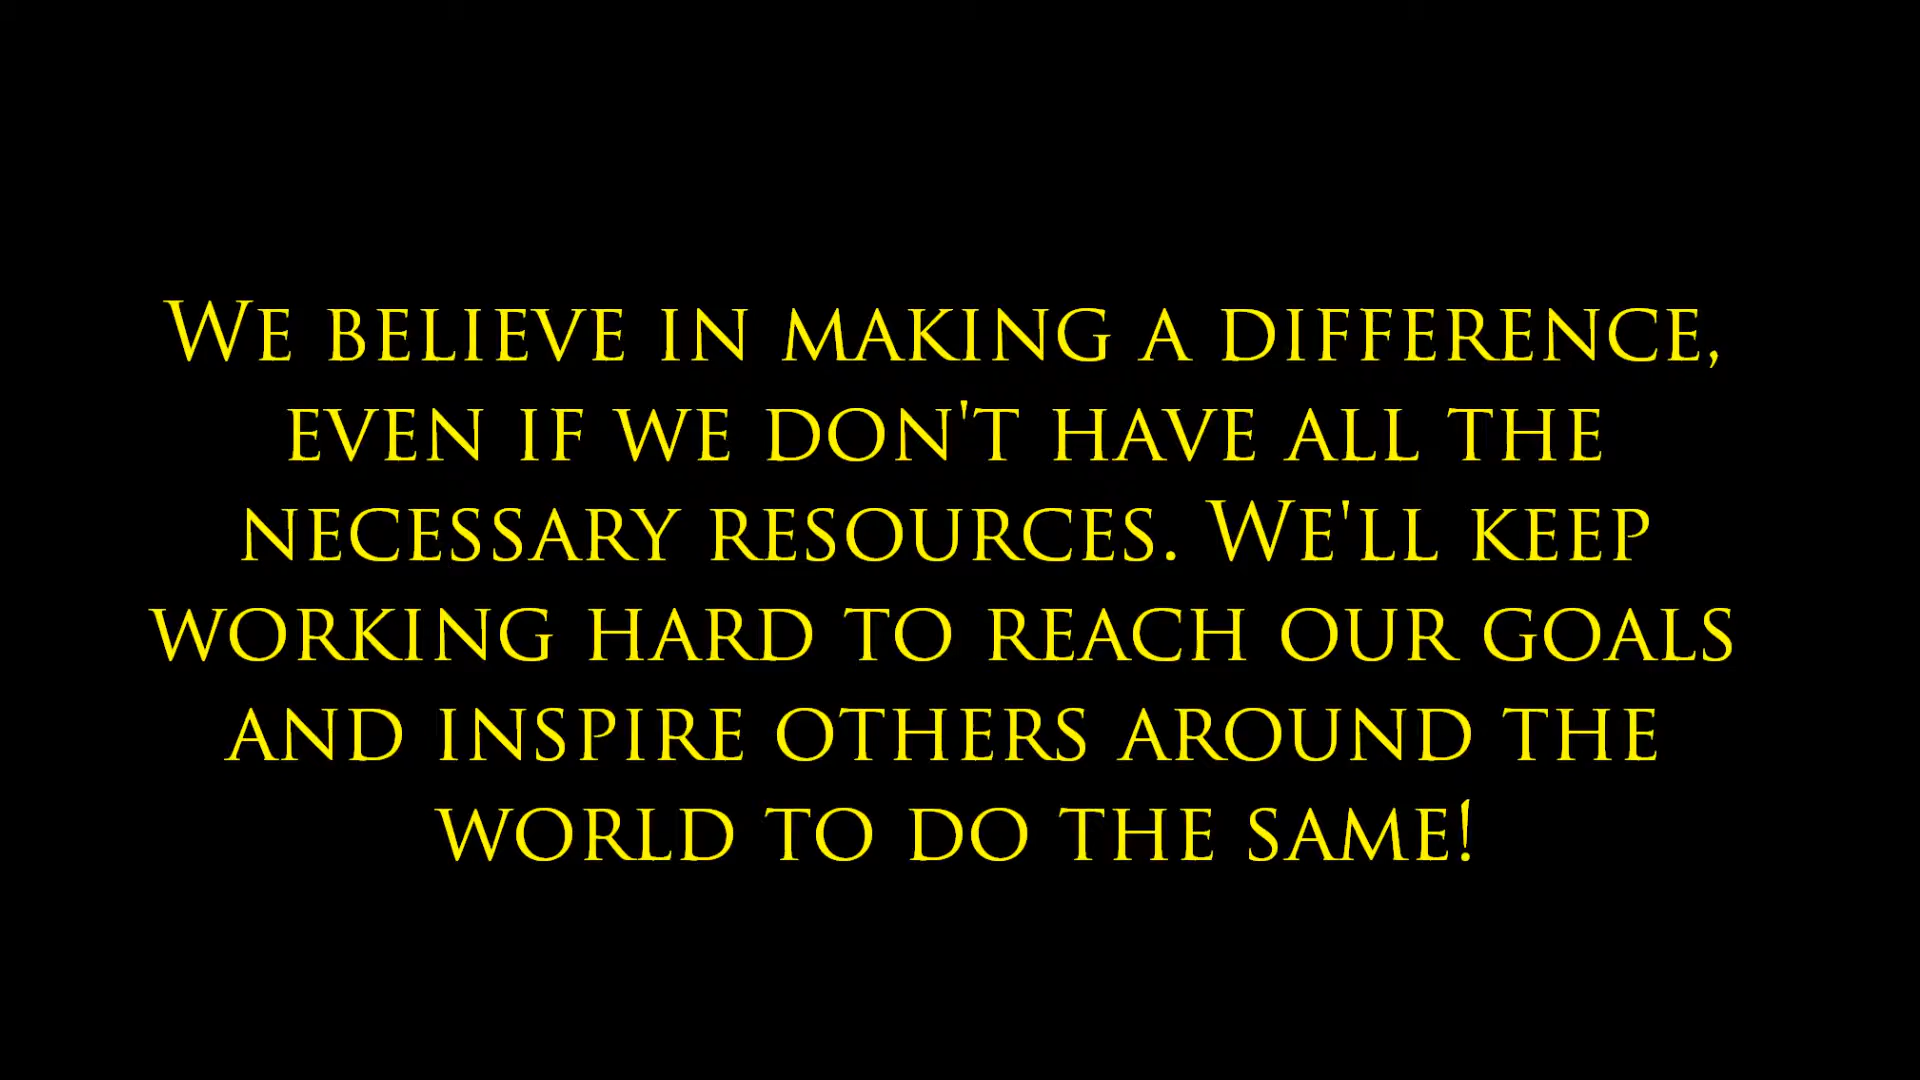 We believe in making a difference,
even if we don't have all the
necessary resources. We'll keep
working hard to reach our goals
and inspire others around the
world to do the same!